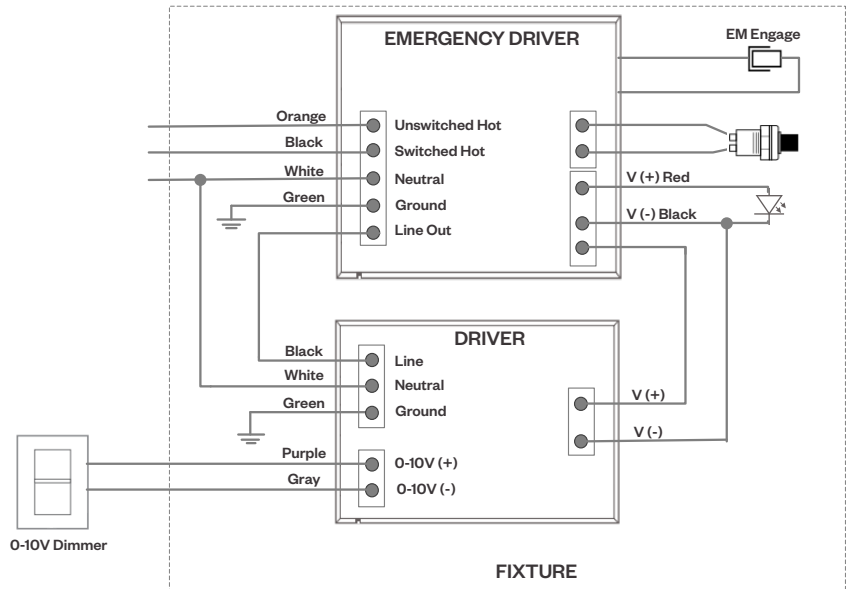 EMERGENCY DRIVER
EM Engage
Orange
Unswitched Hot
Black
Switched Hot
White
Neutral
V (+) Red
Green
Ground
V (-) Black
Line Out
DRIVER
Black
Line
White
Neutral
V (+)
Green
Ground
V (-)
Purple
0-10V (+)
Gray
0-10V (-)
0-10V Dimmer
FIXTURE